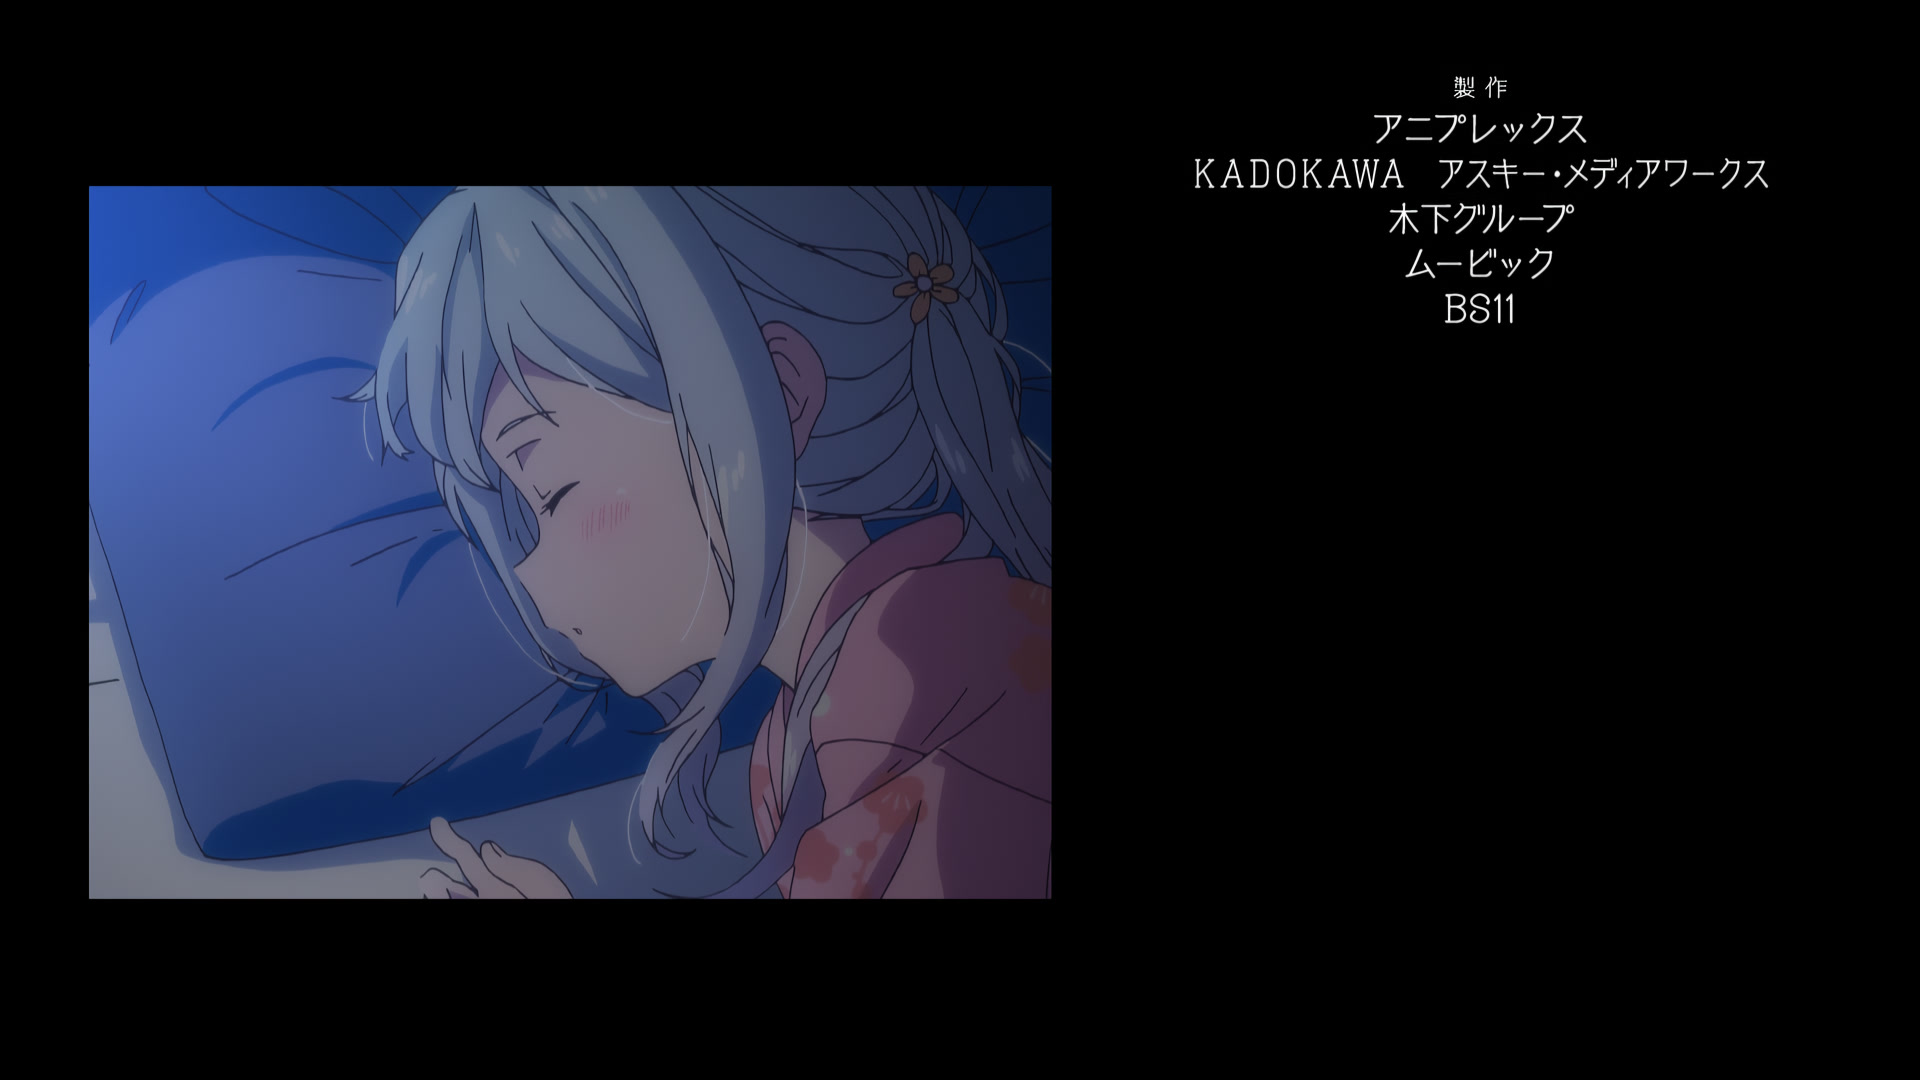 製作
アニプレックス
KADOKAWA　アスキー・メディアワークス
木下グループ
ムービック
BS11